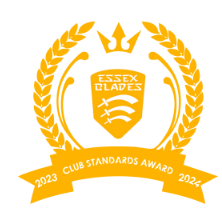 ESSEX
BLADES
2023 CLUB STANDARDS AWARD 2024